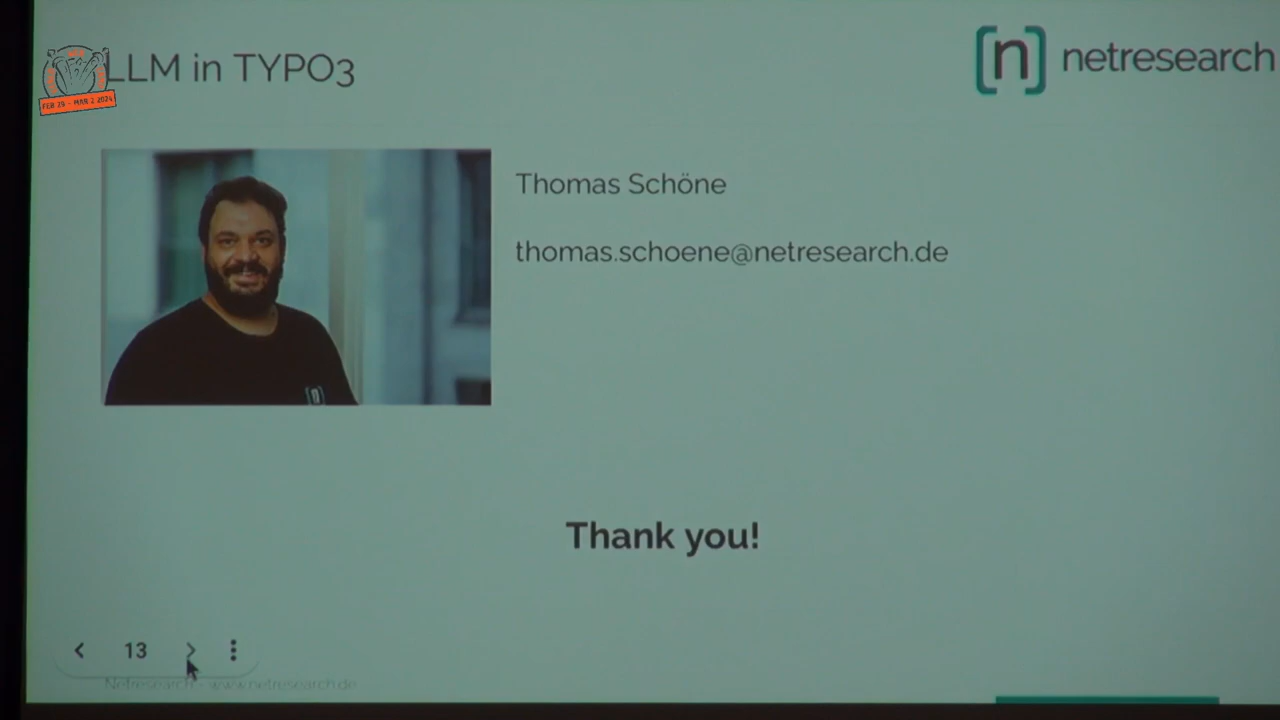 LLM in TYPO3
[n] netresearch
FEB 29 - MAR 2 2024
Thomas Schöne
thomas.schoene@netresearch.de
[n]
Thank you!
13
Netresearch - www.netresearch.de